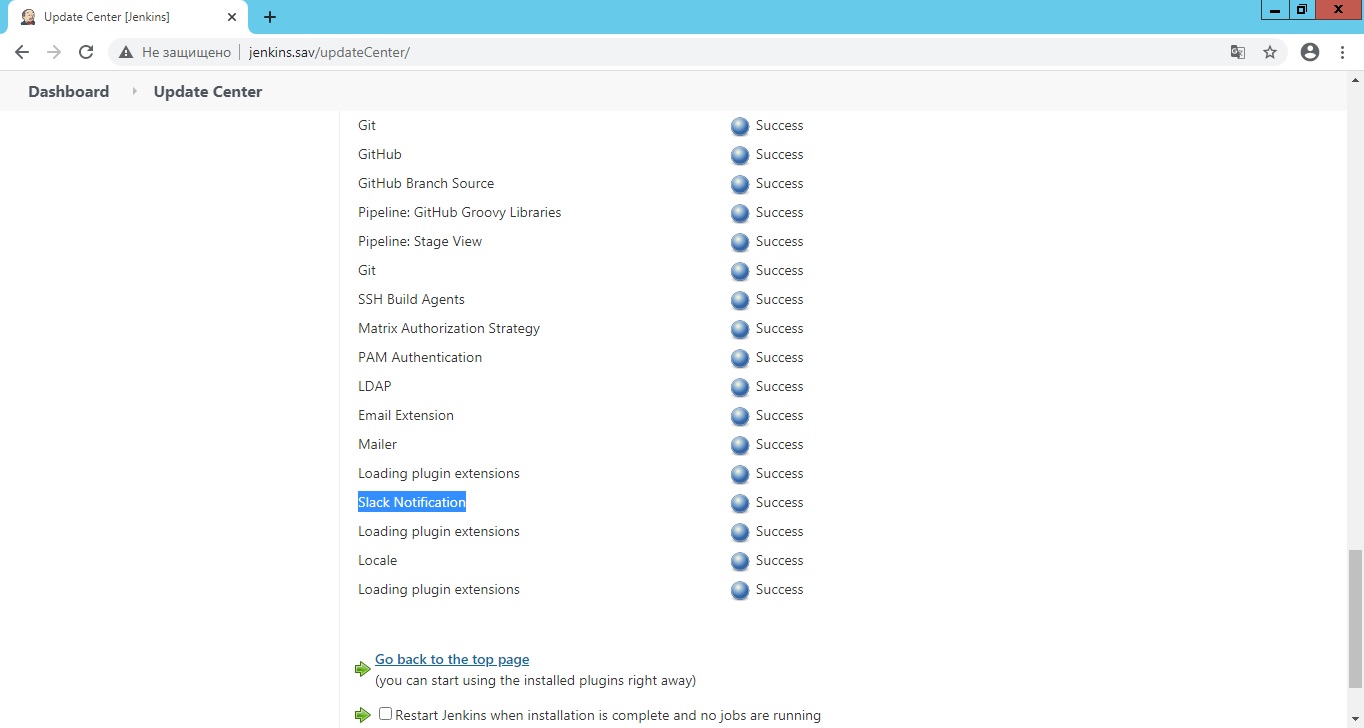 Update Center [Jenkins]
Не защищено jenkins.sav/updateCenter/
Dashboard Update Center
Git Success
GitHub Success
GitHub Branch Source Success
Pipeline: GitHub Groovy Libraries Success
Pipeline: Stage View Success
Git Success
SSH Build Agents Success
Matrix Authorization Strategy Success
PAM Authentication Success
LDAP Success
Email Extension Success
Mailer Success
Loading plugin extensions Success
Slack Notification Success
Loading plugin extensions Success
Locale Success
Loading plugin extensions Success
Go back to the top page
(you can start using the installed plugins right away)
Restart Jenkins when installation is complete and no jobs are running